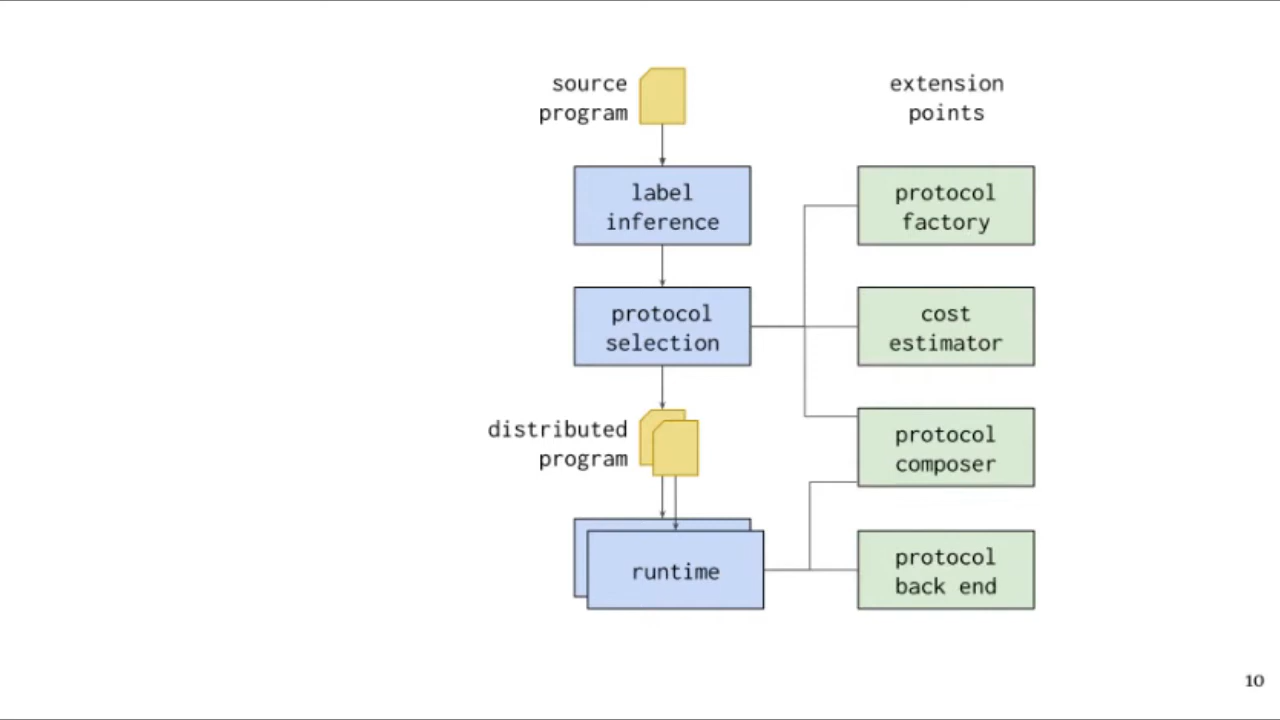 source
program
extension
points
label
inference
protocol
factory
protocol
selection
cost
estimator
distributed
program
protocol
composer
runtime
protocol
back end
10